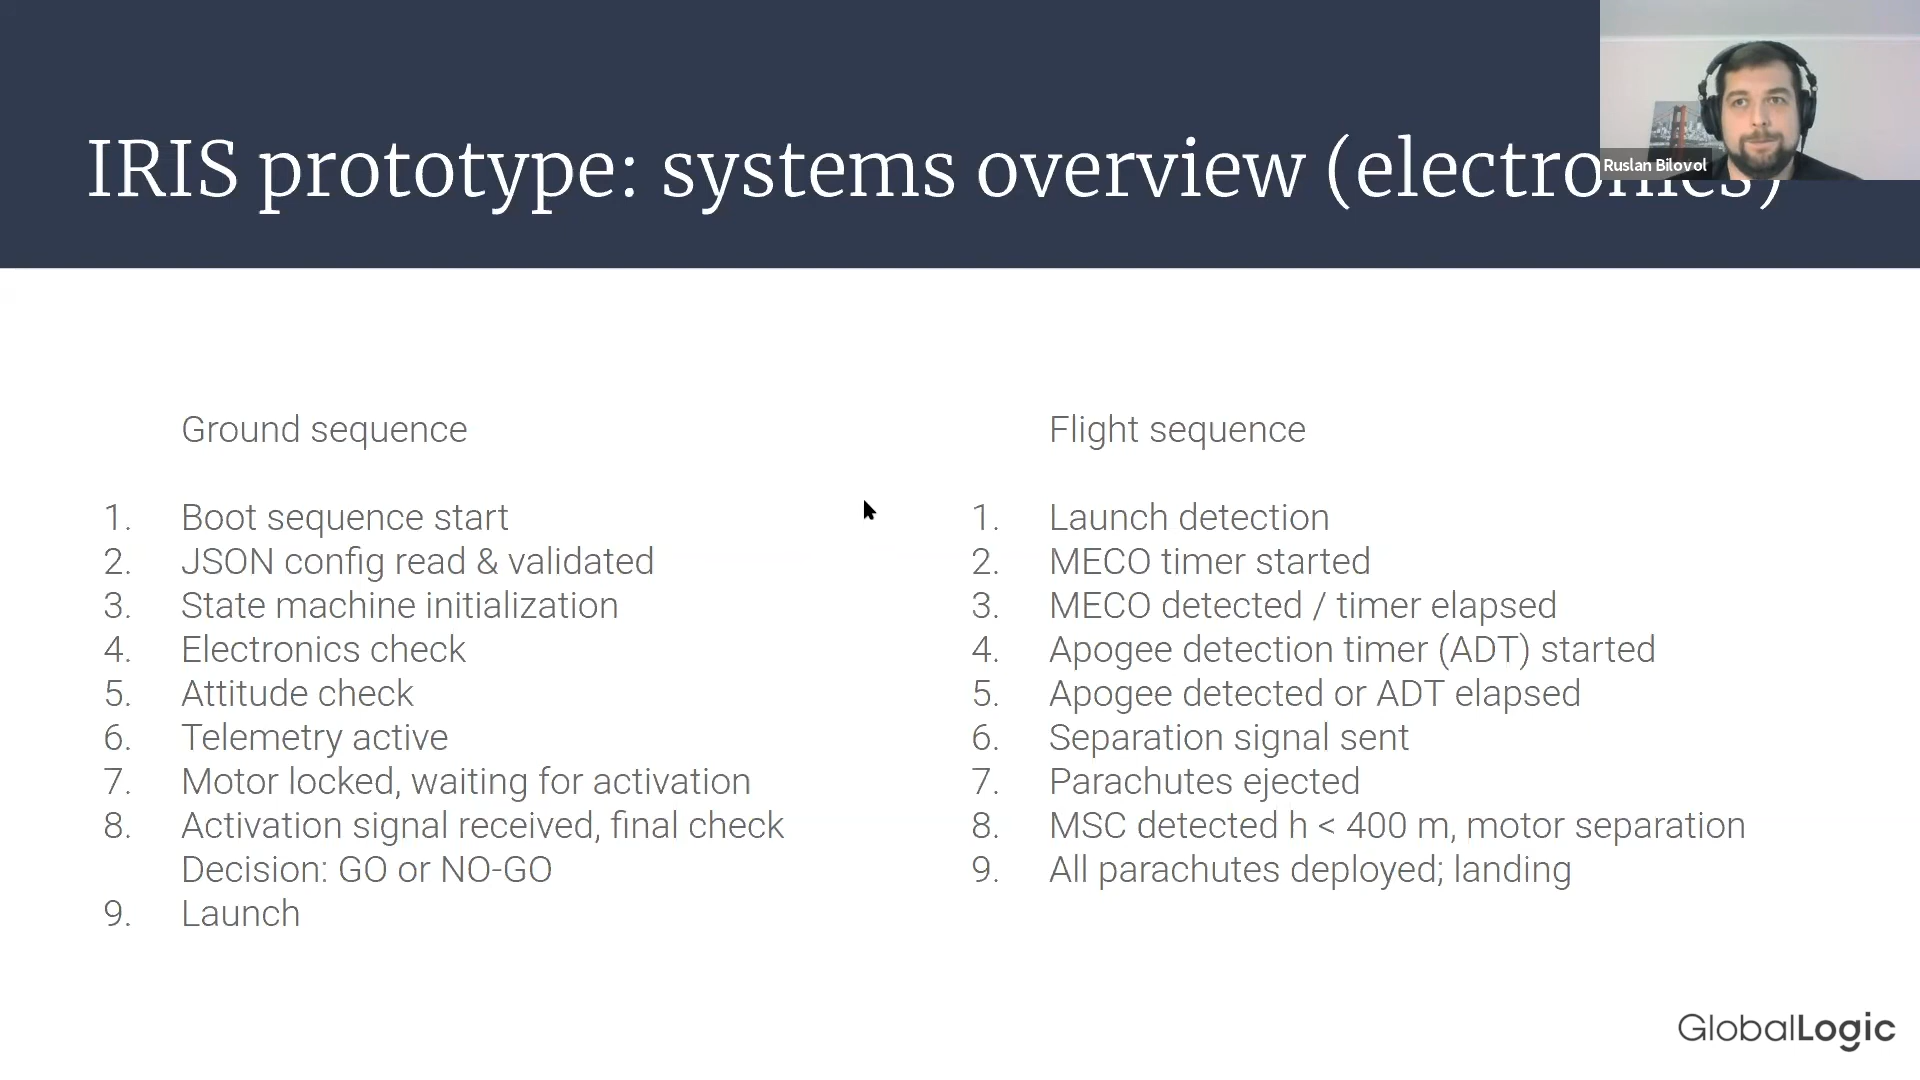 IRIS prototype: systems overview (electronics)
Ruslan Bilovol
Ground sequence
1. Boot sequence start
2. JSON config read & validated
3. State machine initialization
4. Electronics check
5. Attitude check
6. Telemetry active
7. Motor locked, waiting for activation
8. Activation signal received, final check
Decision: GO or NO-GO
9. Launch
Flight sequence
1. Launch detection
2. MECO timer started
3. MECO detected / timer elapsed
4. Apogee detection timer (ADT) started
5. Apogee detected or ADT elapsed
6. Separation signal sent
7. Parachutes ejected
8. MSC detected h < 400 m, motor separation
9. All parachutes deployed; landing
GlobalLogic